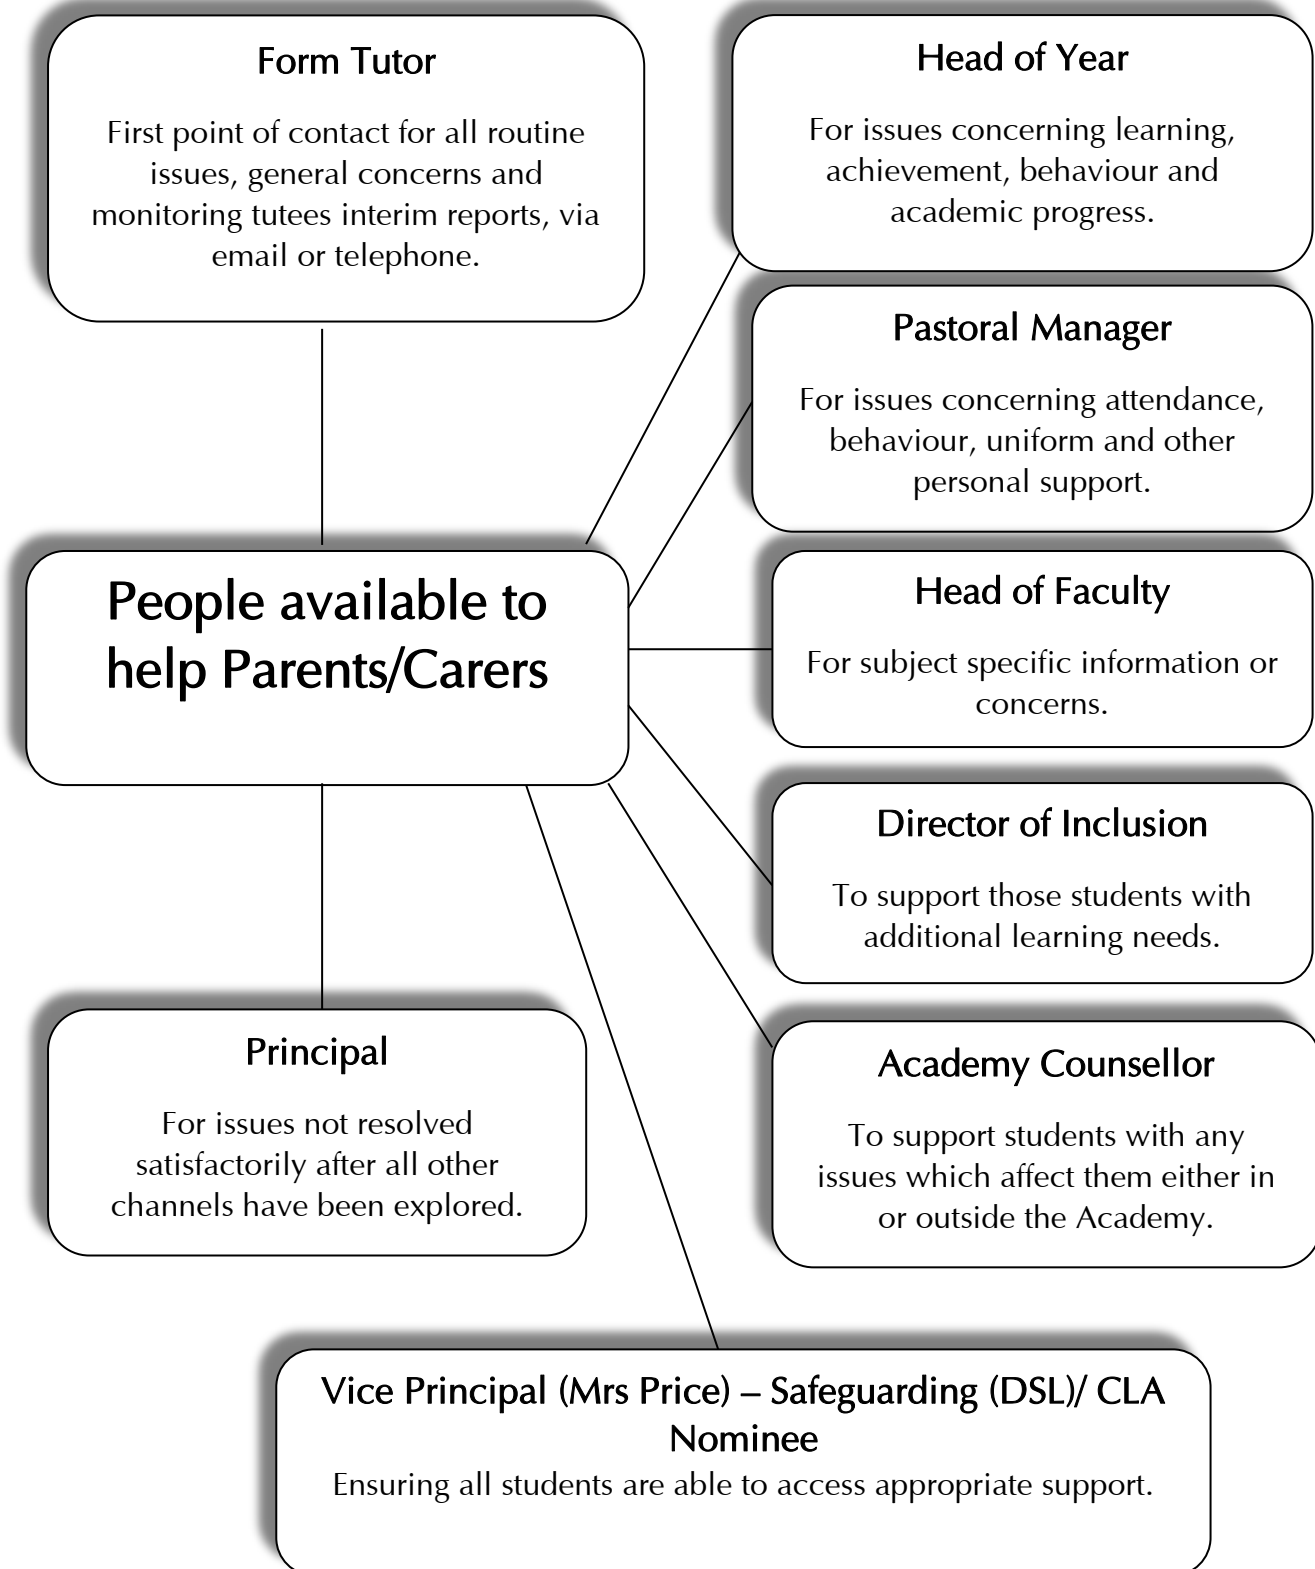 Form Tutor
First point of contact for all routine
issues, general concerns and
monitoring tutees interim reports, via
email or telephone.
Head of Year
For issues concerning learning,
achievement, behaviour and
academic progress.
Pastoral Manager
For issues concerning attendance,
behaviour, uniform and other
personal support.
People available to
help Parents/Carers
Head of Faculty
For subject specific information or
concerns.
Director of Inclusion
To support those students with
additional learning needs.
Principal
For issues not resolved
satisfactorily after all other
channels have been explored.
Academy Counsellor
To support students with any
issues which affect them either in
or outside the Academy.
Vice Principal (Mrs Price) – Safeguarding (DSL)/ CLA
Nominee
Ensuring all students are able to access appropriate support.